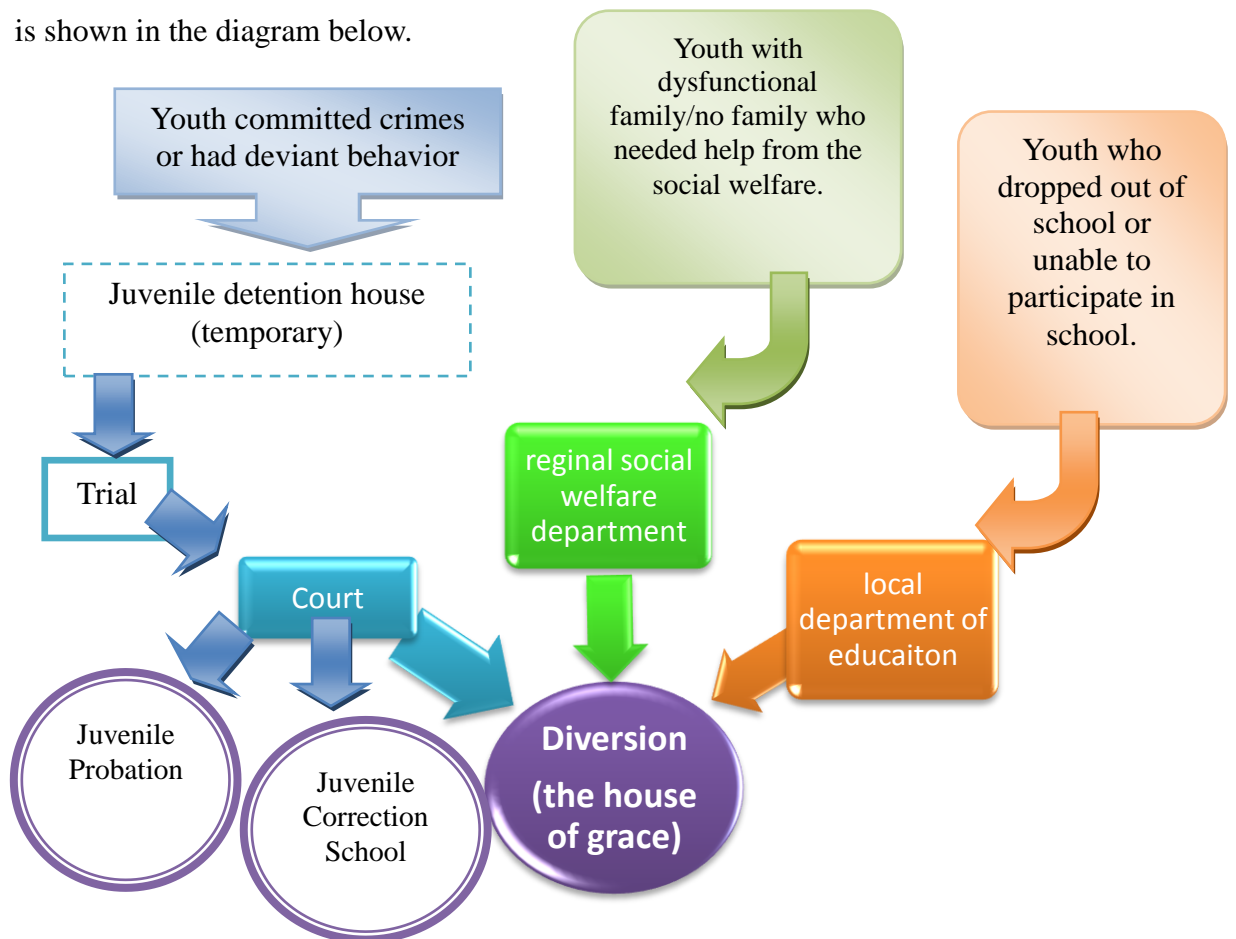 is shown in the diagram below.
Youth committed crimes
or had deviant behavior
Youth with
dysfunctional
family/no family who
needed help from the
social welfare.
Youth who
dropped out of
school or
unable to
participate in
school.
Juvenile detention house
(temporary)
Trial
reginal social
welfare
department
Court
local
department of
educaiton
Juvenile
Probation
Juvenile
Correction
School
Diversion
(the house
of grace)